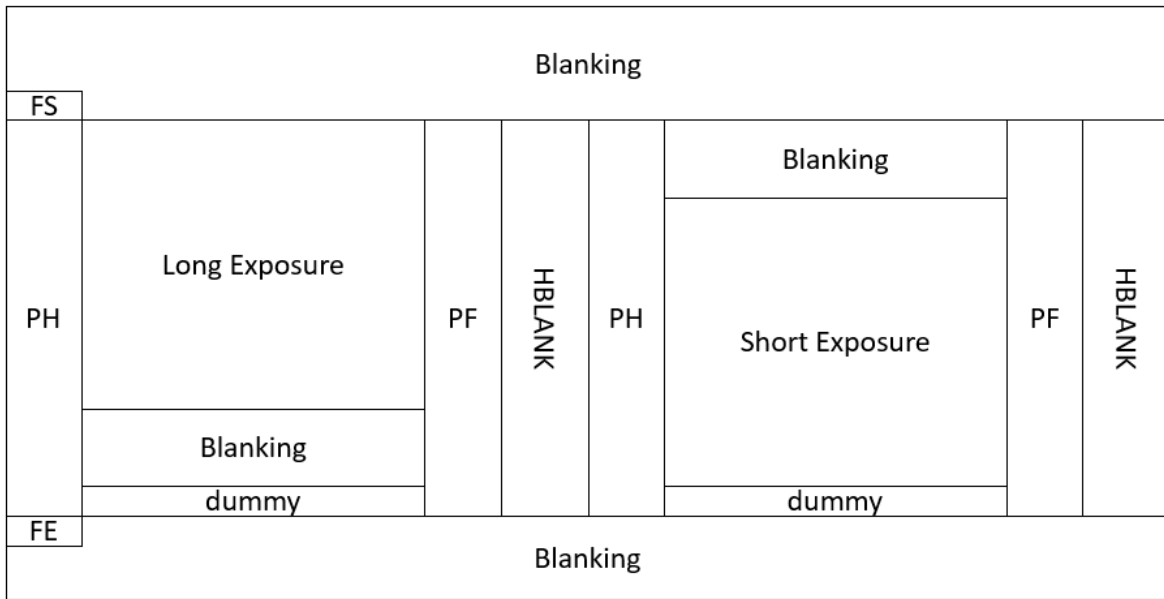 Blanking
FS
PH
Long Exposure
Blanking
dummy
PF
HBLANK
PH
Blanking
Short Exposure
dummy
PF
HBLANK
FE
Blanking